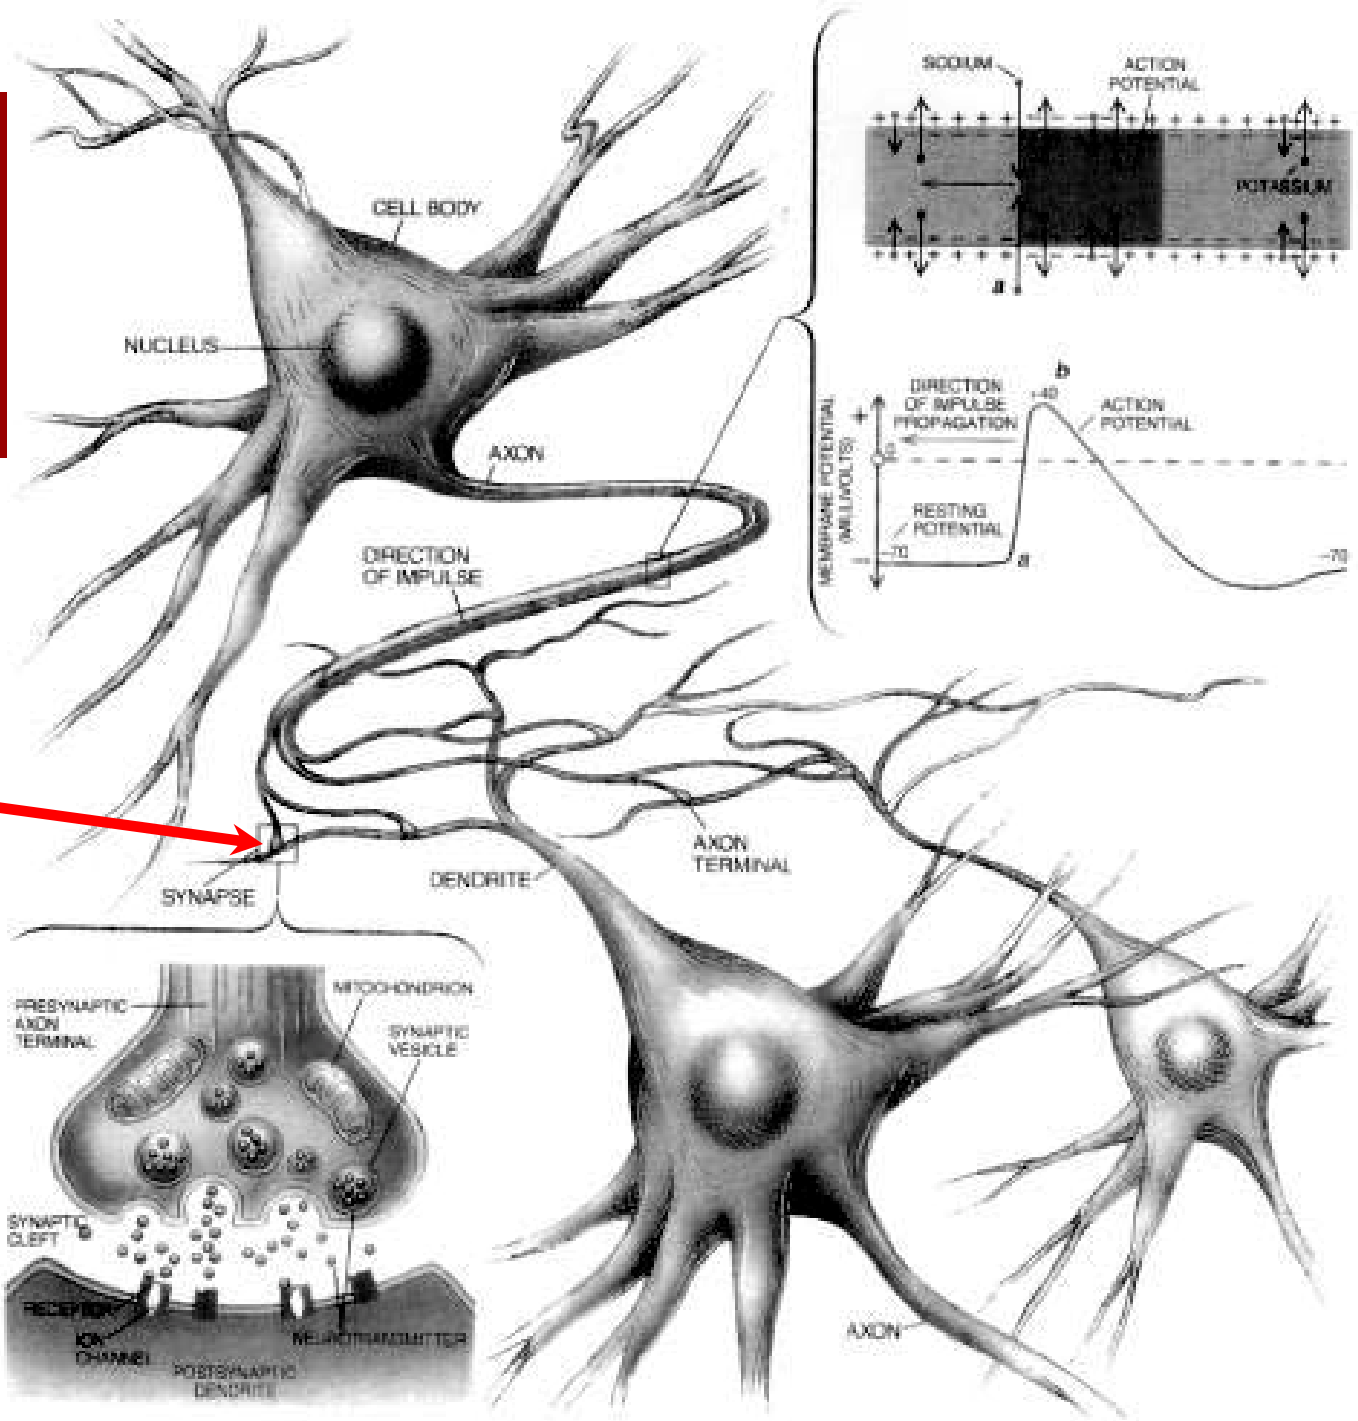 SODIUM
ACTION
POTENTIAL
POTASSIUM
a
CELL BODY
NUCLEUS
AXON
DIRECTION
OF IMPULSE
MEMBRANE POTENTIAL
(MILLIVOLTS)
+
0
−
DIRECTION
OF IMPULSE
PROPAGATION
b
+40
ACTION
POTENTIAL
RESTING
POTENTIAL
−70
a
−70
AXON
TERMINAL
DENDRITE
SYNAPSE
PRESYNAPTIC
AXON
TERMINAL
MITOCHONDRION
SYNAPTIC
VESICLE
SYNAPTIC
CLEFT
RECEPTOR
ION
CHANNEL
NEUROTRANSMITTER
POSTSYNAPTIC
DENDRITE
AXON